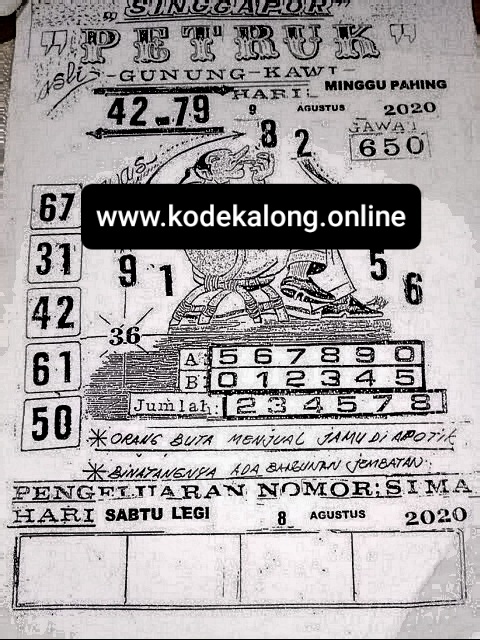 "SINGGAPOR"
"PETRUK"
asli - GUNUNG - KAWI -
HARI: MINGGU PAHING
42-79
9 AGUSTUS 2020
8 2
GAWAT
650
was
67
www.kodekalong.online
31
9 1 5 6
42
36
61
A 5 6 7 8 9 0
B 0 1 2 3 4 5
Jumlah: 2 3 4 5 7 8
50
* ORANG BUTA MENJUAL JAMU DI APOTIK
* BINATANGNYA ADA BANGUNAN JEMBATAN
PENGELUARAN NOMOR: SIMA
HARI SABTU LEGI 8 AGUSTUS 2020